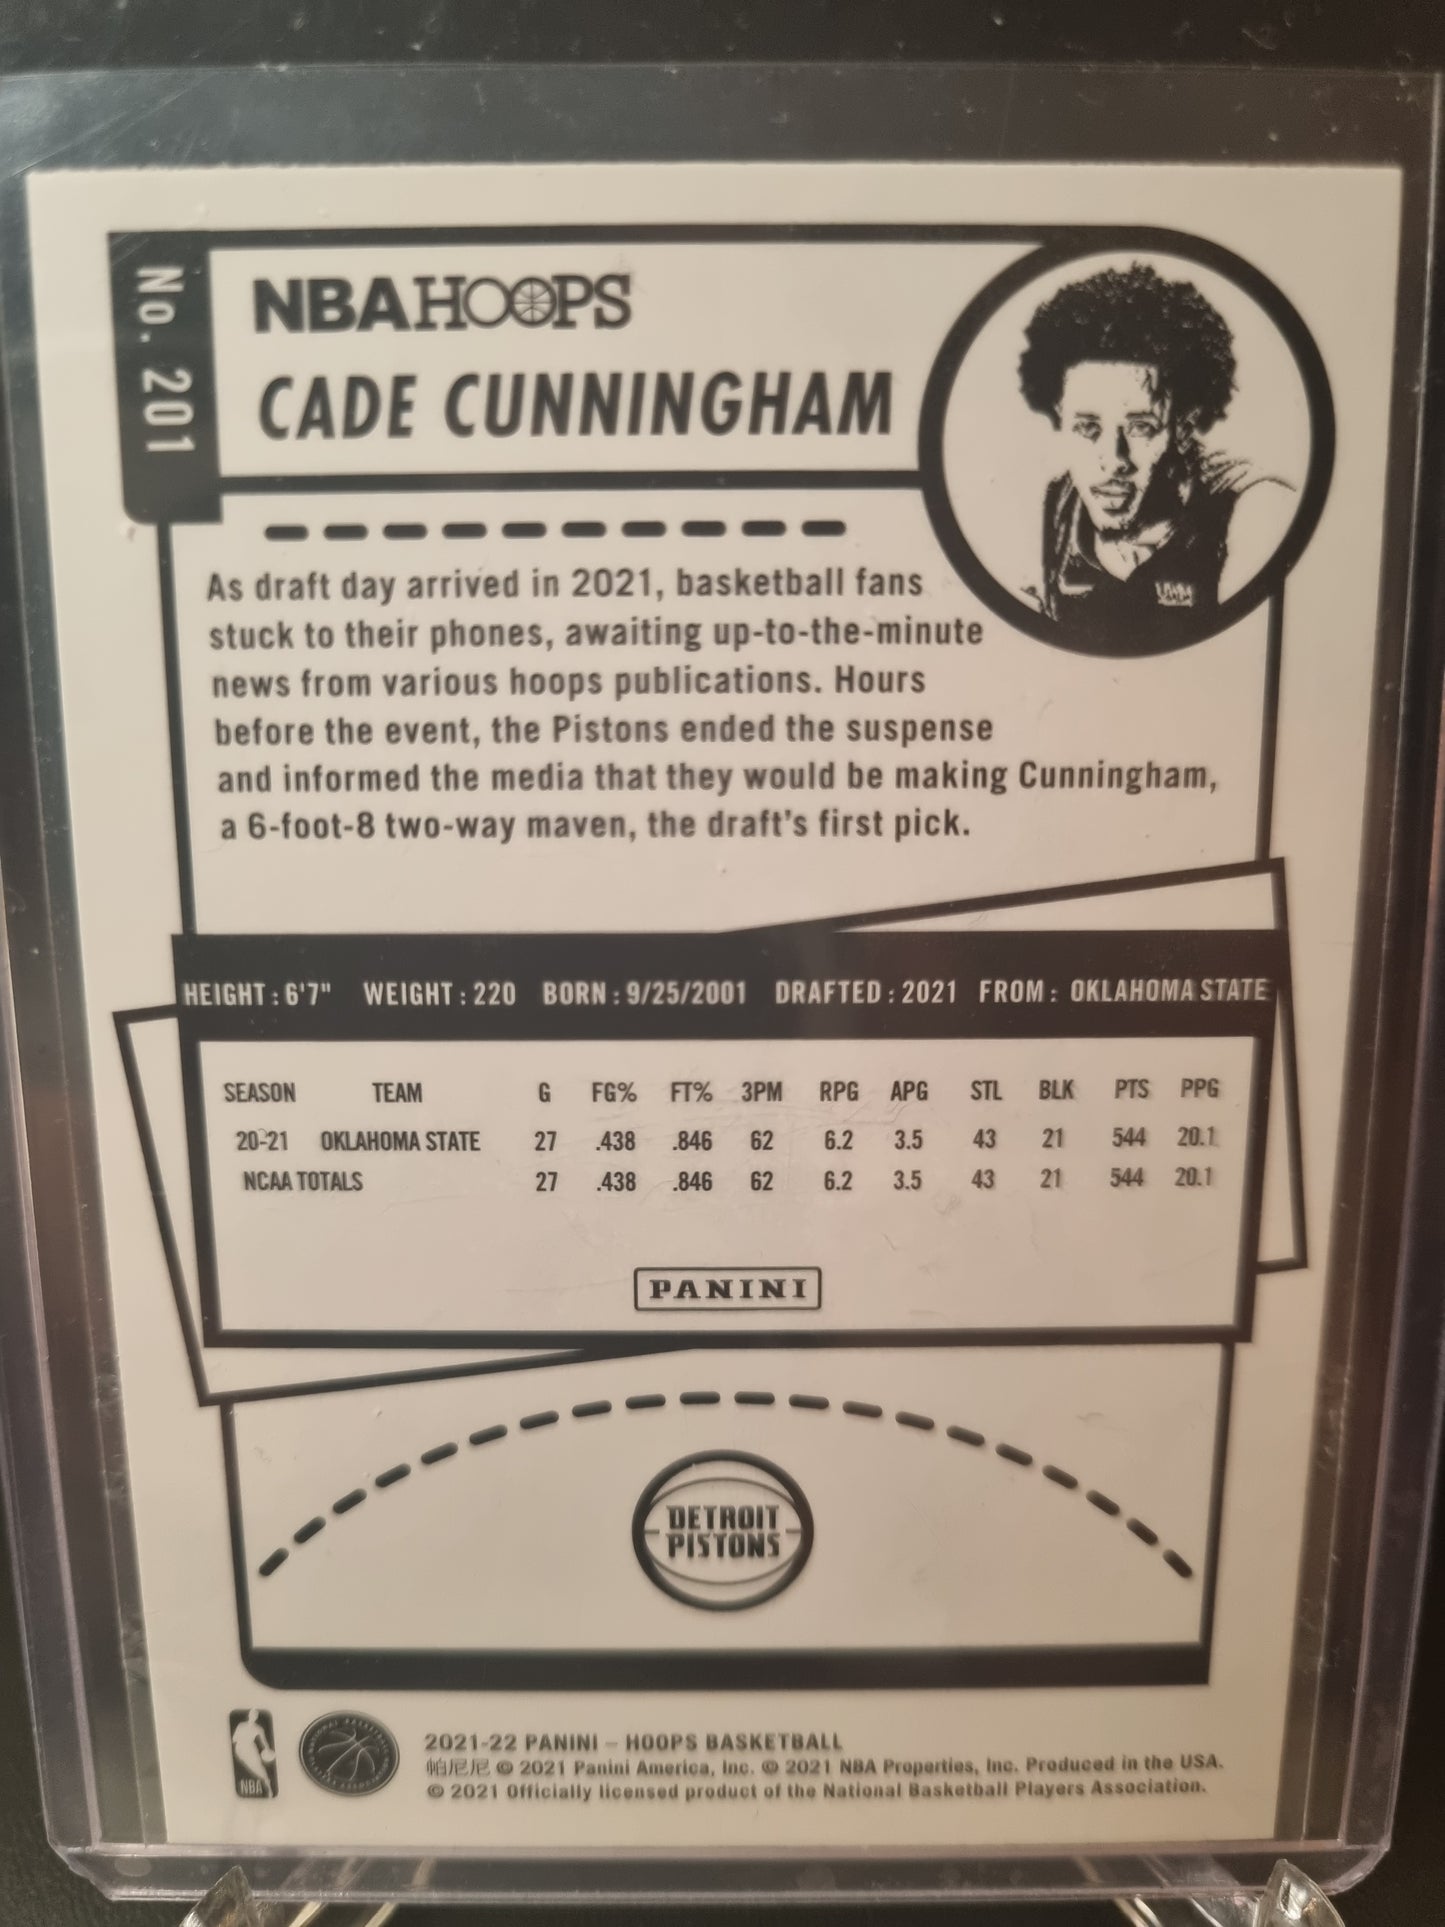 No. 201
NBA HOOPS
CADE CUNNINGHAM
As draft day arrived in 2021, basketball fans
stuck to their phones, awaiting up-to-the-minute
news from various hoops publications. Hours
before the event, the Pistons ended the suspense
and informed the media that they would be making Cunningham,
a 6-foot-8 two-way maven, the draft's first pick.
HEIGHT : 6'7" WEIGHT : 220 BORN : 9/25/2001 DRAFTED : 2021 FROM : OKLAHOMA STATE
SEASON TEAM G FG% FT% 3PM RPG APG STL BLK PTS PPG
20-21 OKLAHOMA STATE 27 .438 .846 62 6.2 3.5 43 21 544 20.1
NCAA TOTALS 27 .438 .846 62 6.2 3.5 43 21 544 20.1
PANINI
DETROIT
PISTONS
NBA
2021-22 PANINI – HOOPS BASKETBALL
帕尼尼 © 2021 Panini America, Inc. © 2021 NBA Properties, Inc. Produced in the USA.
© 2021 Officially licensed product of the National Basketball Players Association.